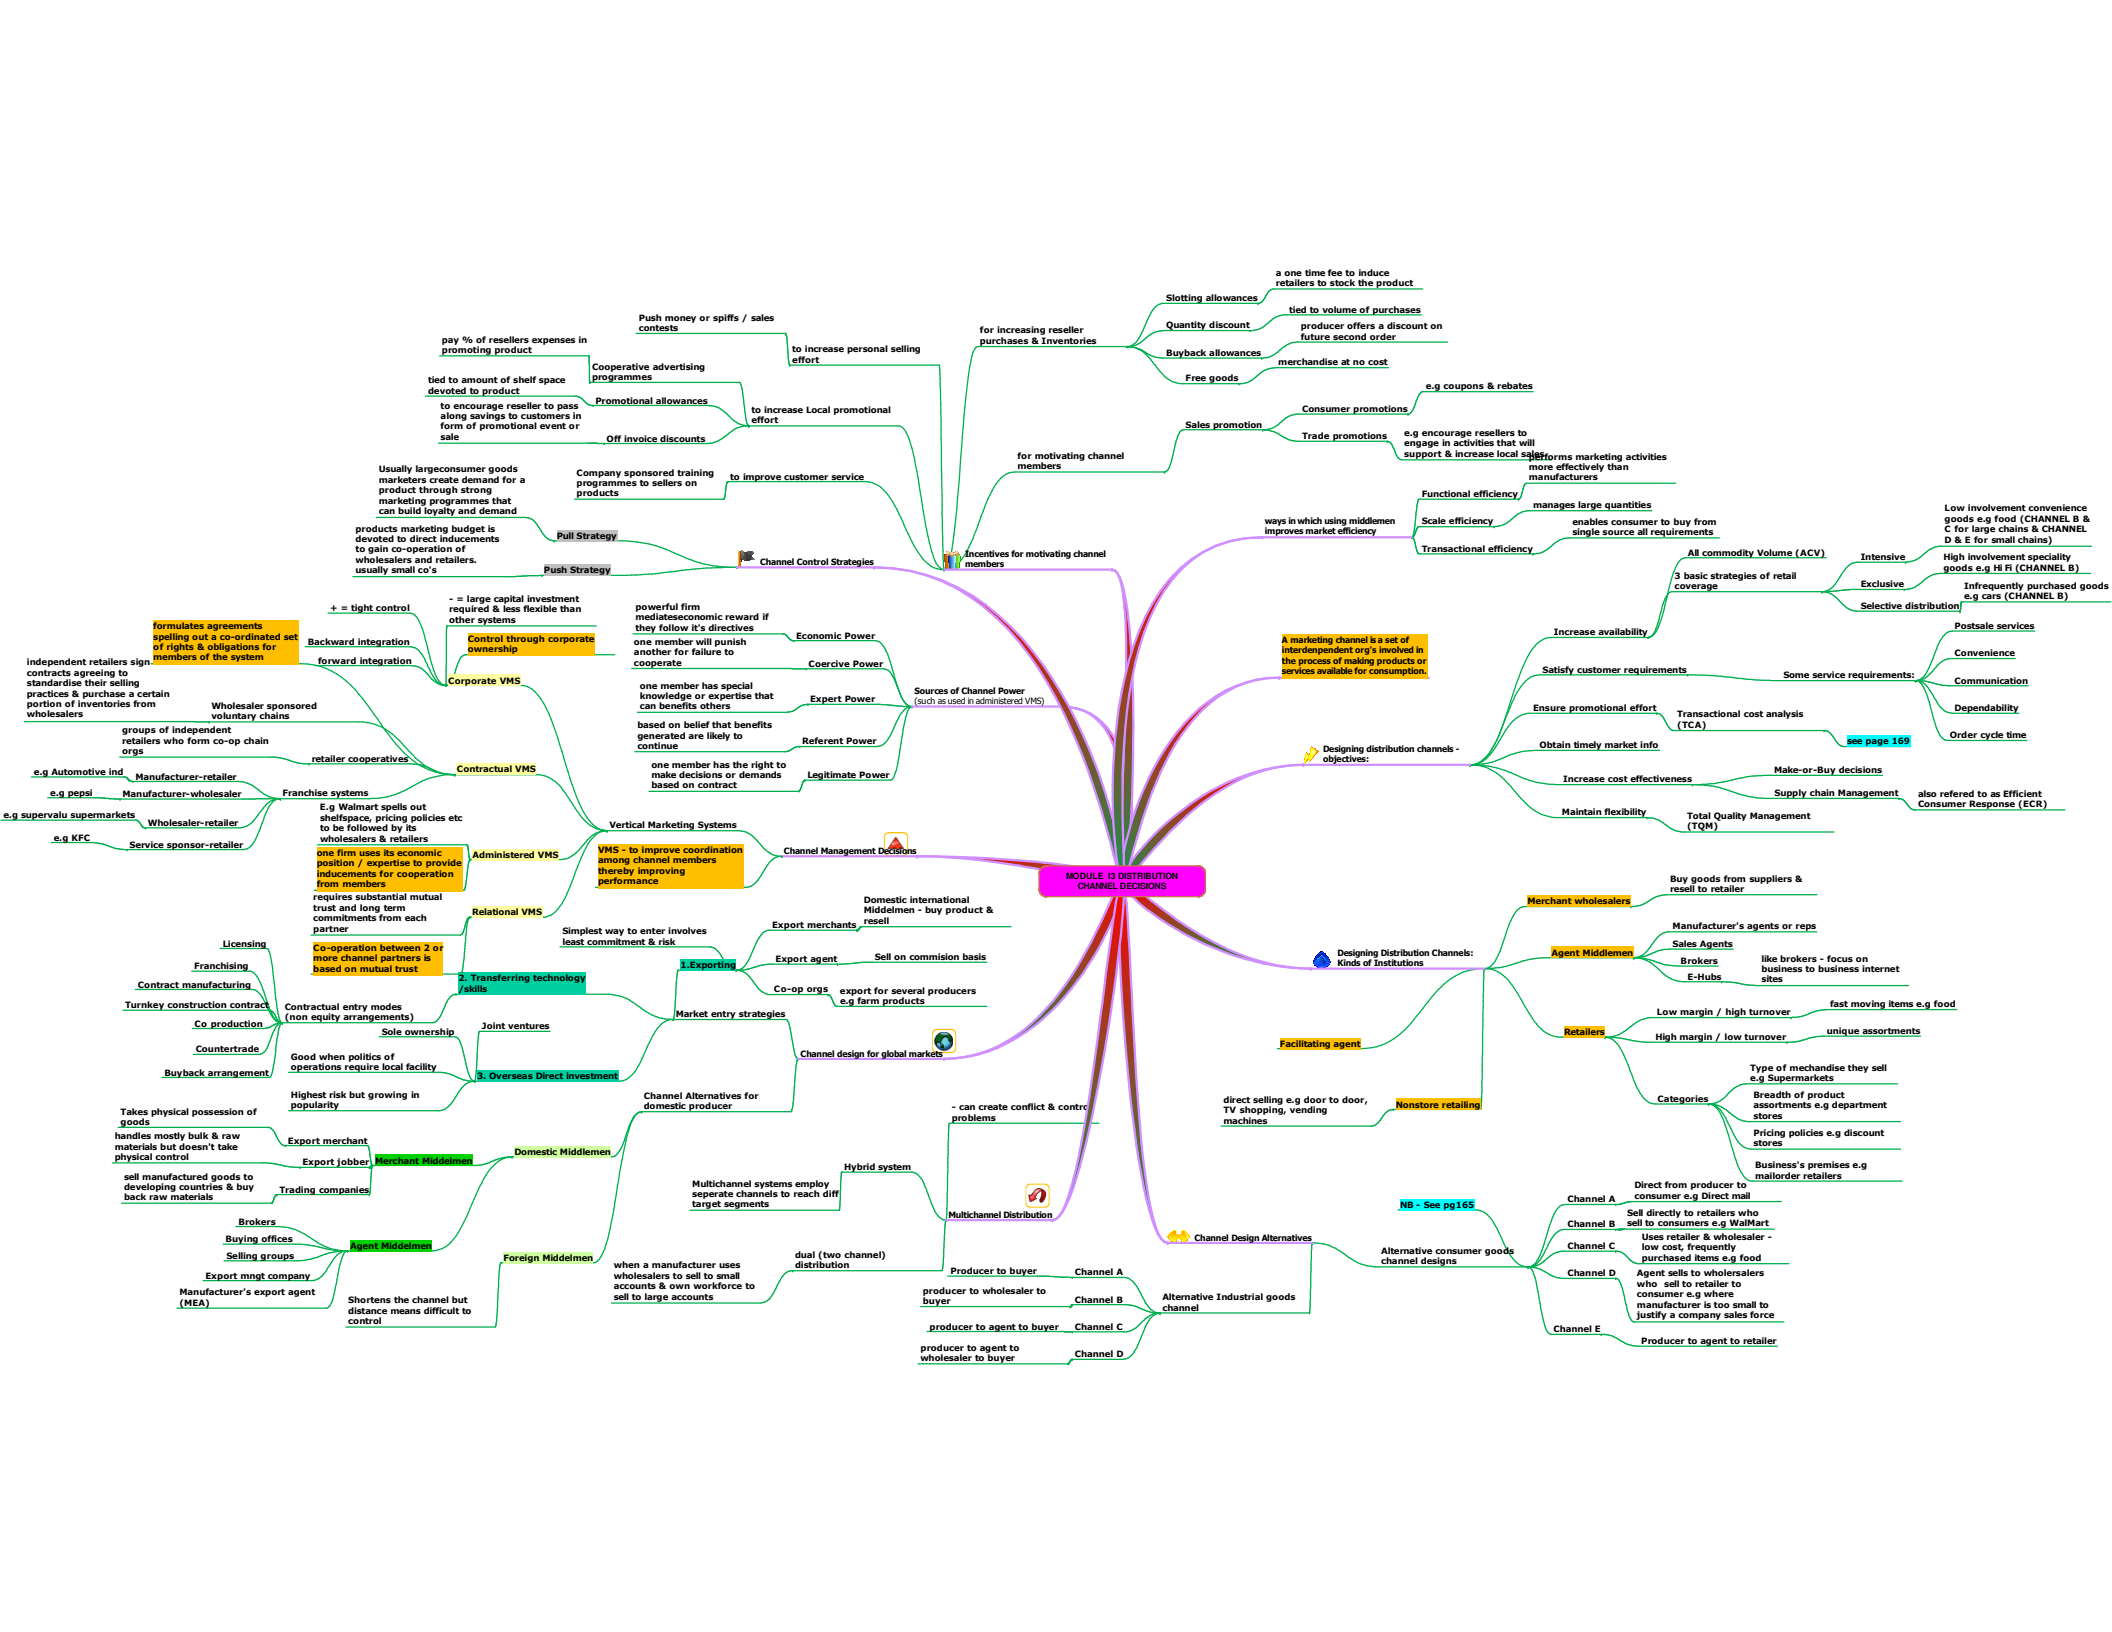 MODULE 13 DISTRIBUTION
CHANNEL DECISIONS
ways in which using middlemen
improves market efficiency
Functional efficiency
performs marketing activities
more effectively than
manufacturers
Scale efficiency
manages large quantities
Transactional efficiency
enables consumer to buy from
single source all requirements
A marketing channel is a set of
interdenpendent org's involved in
the process of making products or
services available for consumption.
Designing distribution channels -
objectives:
Increase availability
All commodity Volume (ACV)
3 basic strategies of retail
coverage
Intensive
Low involvement convenience
goods e.g food (CHANNEL B &
C for large chains & CHANNEL
D & E for small chains)
Exclusive
High involvement speciality
goods e.g Hi Fi (CHANNEL B)
Selective distribution
Infrequently purchased goods
e.g cars (CHANNEL B)
Satisfy customer requirements
Some service requirements:
Postsale services
Convenience
Communication
Dependability
Order cycle time
Ensure promotional effort
Transactional cost analysis
(TCA)
see page 169
Obtain timely market info
Increase cost effectiveness
Make-or-Buy decisions
Supply chain Management
also refered to as Efficient
Consumer Response (ECR)
Maintain flexibility
Total Quality Management
(TQM)
Designing Distribution Channels:
Kinds of Institutions
Merchant wholesalers
Buy goods from suppliers &
resell to retailer
Agent Middlemen
Manufacturer's agents or reps
Sales Agents
Brokers
E-Hubs
like brokers - focus on
business to business internet
sites
Retailers
Low margin / high turnover
fast moving items e.g food
High margin / low turnover
unique assortments
Categories
Type of mechandise they sell
e.g Supermarkets
Breadth of product
assortments e.g department
stores
Pricing policies e.g discount
stores
Business's premises e.g
mailorder retailers
Facilitating agent
Nonstore retailing
direct selling e.g door to door,
TV shopping, vending
machines
Channel Design Alternatives
Alternative consumer goods
channel designs
NB - See pg165
Channel A
Direct from producer to
consumer e.g Direct mail
Channel B
Sell directly to retailers who
sell to consumers e.g WalMart
Channel C
Uses retailer & wholesaler -
low cost, frequently
purchased items e.g food
Channel D
Agent sells to wholersalers
who sell to retailer to
consumer e.g where
manufacturer is too small to
justify a company sales force
Channel E
Producer to agent to retailer
Alternative Industrial goods
channel
Channel A
Producer to buyer
Channel B
producer to wholesaler to
buyer
Channel C
producer to agent to buyer
Channel D
producer to agent to
wholesaler to buyer
Multichannel Distribution
- can create conflict & contro
problems
Hybrid system
Multichannel systems employ
seperate channels to reach diff
target segments
dual (two channel)
distribution
when a manufacturer uses
wholesalers to sell to small
accounts & own workforce to
sell to large accounts
Channel design for global markets
Market entry strategies
1.Exporting
Simplest way to enter involves
least commitment & risk
Export merchants
Domestic international
Middelmen - buy product &
resell
Export agent
Sell on commision basis
Co-op orgs
export for several producers
e.g farm products
2. Transferring technology
/skills
Contractual entry modes
(non equity arrangements)
Licensing
Franchising
Contract manufacturing
Turnkey construction contract
Co production
Countertrade
Buyback arrangement
3. Overseas Direct investment
Joint ventures
Sole ownership
Good when politics of
operations require local facility
Highest risk but growing in
popularity
Channel Alternatives for
domestic producer
Domestic Middlemen
Merchant Middelmen
Export merchant
Takes physical possession of
goods
Export jobber
handles mostly bulk & raw
materials but doesn't take
physical control
Trading companies
sell manufactured goods to
developing countries & buy
back raw materials
Agent Middelmen
Brokers
Buying offices
Selling groups
Export mngt company
Manufacturer's export agent
(MEA)
Foreign Middelmen
Shortens the channel but
distance means difficult to
control
Channel Management Decisions
Vertical Marketing Systems
VMS - to improve coordination
among channel members
thereby improving
performance
Corporate VMS
Control through corporate
ownership
- = large capital investment
required & less flexible than
other systems
+ = tight control
Backward integration
forward integration
Contractual VMS
formulates agreements
spelling out a co-ordinated set
of rights & obligations for
members of the system
Wholesaler sponsored
voluntary chains
independent retailers sign
contracts agreeing to
standardise their selling
practices & purchase a certain
portion of inventories from
wholesalers
retailer cooperatives
groups of independent
retailers who form co-op chain
orgs
Franchise systems
Manufacturer-retailer
e.g Automotive ind
Manufacturer-wholesaler
e.g pepsi
Wholesaler-retailer
e.g supervalu supermarkets
Service sponsor-retailer
e.g KFC
Administered VMS
E.g Walmart spells out
shelfspace, pricing policies etc
to be followed by its
wholesalers & retailers
one firm uses its economic
position / expertise to provide
inducements for cooperation
from members
Relational VMS
requires substantial mutual
trust and long term
commitments from each
partner
Co-operation between 2 or
more channel partners is
based on mutual trust
Sources of Channel Power
(such as used in administered VMS)
Economic Power
powerful firm
mediateseconomic reward if
they follow it's directives
Coercive Power
one member will punish
another for failure to
cooperate
Expert Power
one member has special
knowledge or expertise that
can benefits others
Referent Power
based on belief that benefits
generated are likely to
continue
Legitimate Power
one member has the right to
make decisions or demands
based on contract
Channel Control Strategies
Pull Strategy
Usually largeconsumer goods
marketers create demand for a
product through strong
marketing programmes that
can build loyalty and demand
Push Strategy
products marketing budget is
devoted to direct inducements
to gain co-operation of
wholesalers and retailers.
usually small co's
Incentives for motivating channel
members
for increasing reseller
purchases & Inventories
Slotting allowances
a one time fee to induce
retailers to stock the product
Quantity discount
tied to volume of purchases
Buyback allowances
producer offers a discount on
future second order
Free goods
merchandise at no cost
for motivating channel
members
Sales promotion
Consumer promotions
e.g coupons & rebates
Trade promotions
e.g encourage resellers to
engage in activities that will
support & increase local sales
to increase personal selling
effort
Push money or spiffs / sales
contests
to increase Local promotional
effort
Cooperative advertising
programmes
pay % of resellers expenses in
promoting product
Promotional allowances
tied to amount of shelf space
devoted to product
Off invoice discounts
to encourage reseller to pass
along savings to customers in
form of promotional event or
sale
to improve customer service
Company sponsored training
programmes to sellers on
products